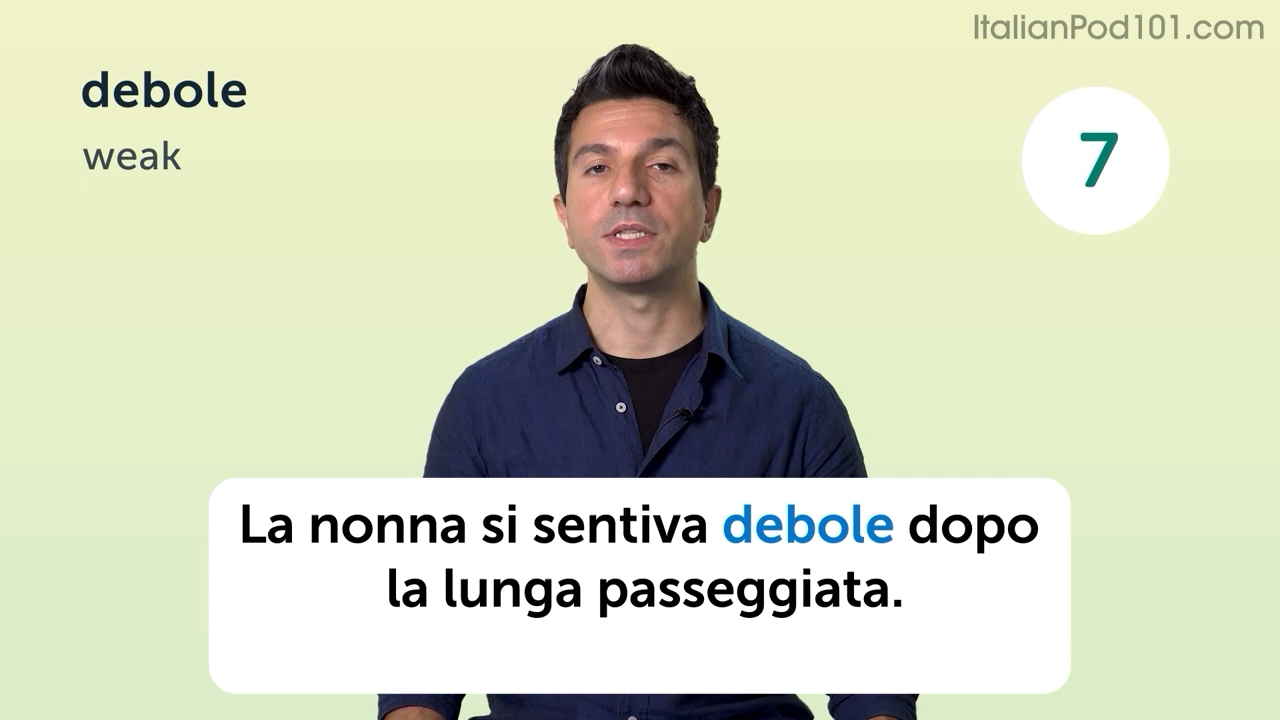 ItalianPod101.com
debole
weak
7
La nonna si sentiva debole dopo
la lunga passeggiata.